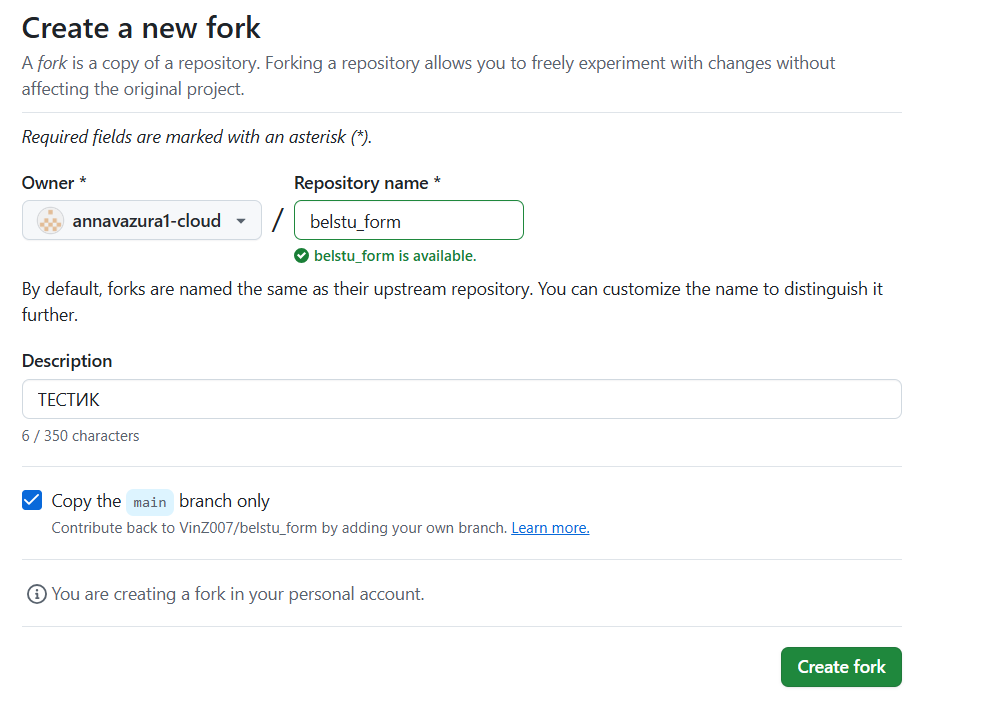 Create a new fork
A fork is a copy of a repository. Forking a repository allows you to freely experiment with changes without
affecting the original project.
Required fields are marked with an asterisk (*).
Owner *
Repository name *
annavazura1-cloud
/
belstu_form
belstu_form is available.
By default, forks are named the same as their upstream repository. You can customize the name to distinguish it
further.
Description
ТЕСТИК
6 / 350 characters
Copy the main branch only
Contribute back to VinZ007/belstu_form by adding your own branch. Learn more.
You are creating a fork in your personal account.
Create fork